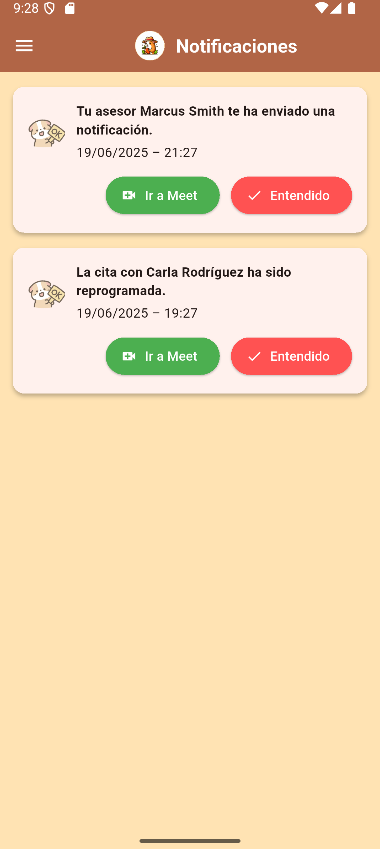 9:28
Notificaciones
Tu asesor Marcus Smith te ha enviado una
notificación.
19/06/2025 – 21:27
Ir a Meet
Entendido
La cita con Carla Rodríguez ha sido
reprogramada.
19/06/2025 – 19:27
Ir a Meet
Entendido